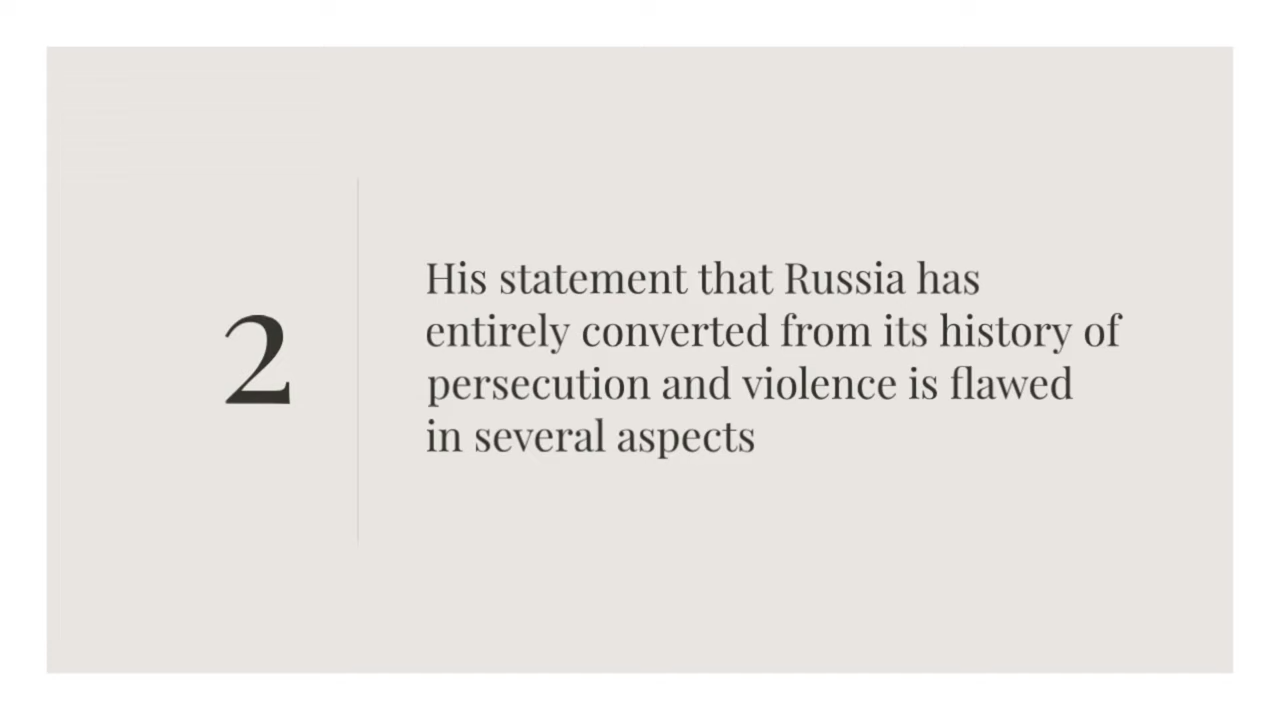 2
His statement that Russia has
entirely converted from its history of
persecution and violence is flawed
in several aspects